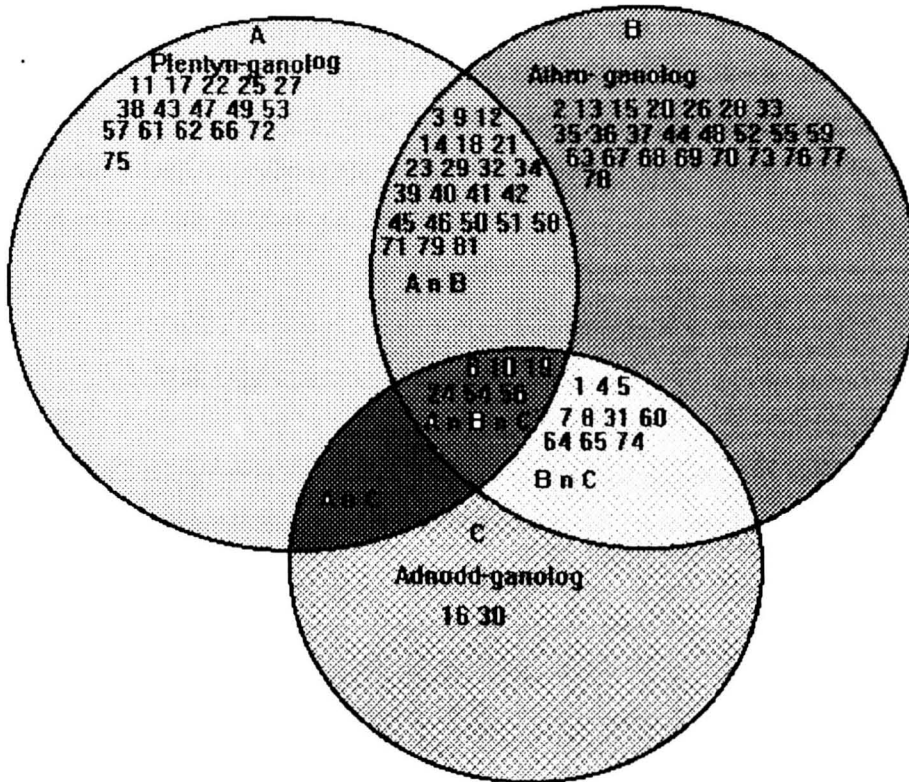 A
Plentyn-ganolog
11 17 22 25 27
38 43 47 49 53
57 61 62 66 72
75
B
Athro- ganolog
2 13 15 20 26 28 33
35 36 37 44 48 52 55 59
63 67 68 69 70 73 76 77
78
3 9 12
14 18 21
23 29 32 34
39 40 41 42
45 46 50 51 58
71 79 81
A n B
6 10 19
24 54 56
A n B n C
1 4 5
7 8 31 60
64 65 74
B n C
A n C
C
Adnodd-ganolog
16 30